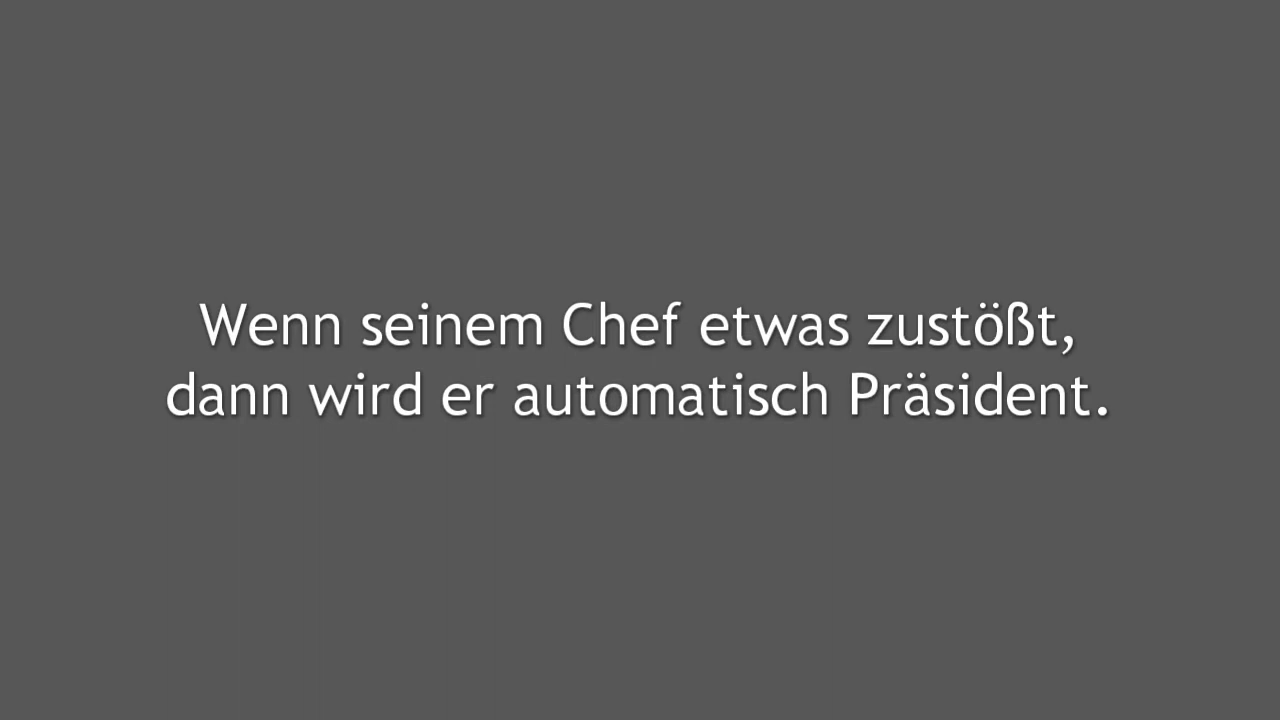 Wenn seinem Chef etwas zustößt,
dann wird er automatisch Präsident.